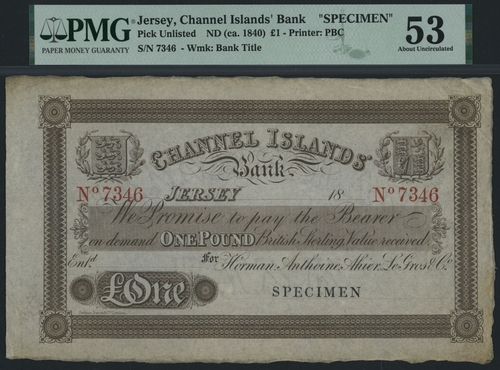 PMG
PAPER MONEY GUARANTY
Jersey, Channel Islands' Bank "SPECIMEN"
Pick Unlisted ND (ca. 1840) £1 - Printer: PBC
S/N 7346 - Wmk: Bank Title
53
About Uncirculated
CHANNEL ISLANDS
Bank
No 7346 JERSEY 18 No 7346
We Promise to pay the Bearer
on demand ONE POUND British Sterling Value received
Entd. For Horman, Anthoine, Ahier, Le Gros & Co.
£One
SPECIMEN